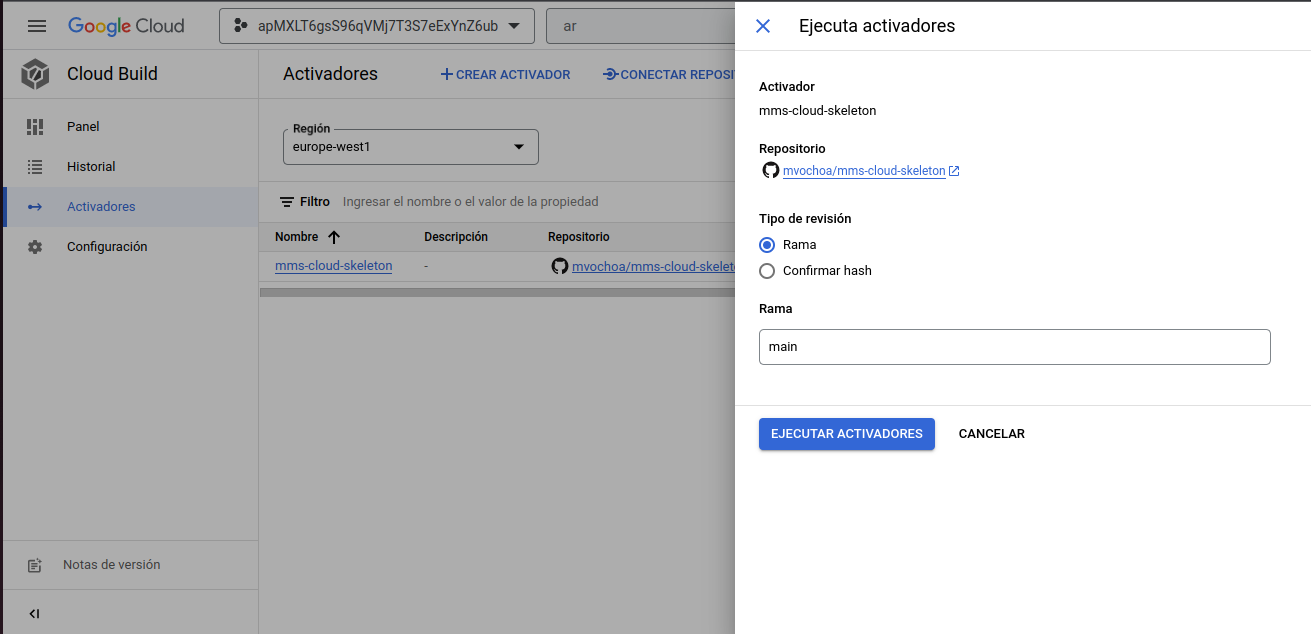 Google Cloud
apMXLT6gsS96qVMj7T3S7eExYnZ6ub
ar
Cloud Build
Panel
Historial
Activadores
Configuración
Notas de versión
Activadores
CREAR ACTIVADOR
CONECTAR REPOSIT
Región
europe-west1
Filtro
Ingresar el nombre o el valor de la propiedad
Nombre
Descripción
Repositorio
mms-cloud-skeleton
-
mvochoa/mms-cloud-skelet
Ejecuta activadores
Activador
mms-cloud-skeleton
Repositorio
mvochoa/mms-cloud-skeleton
Tipo de revisión
Rama
Confirmar hash
Rama
main
EJECUTAR ACTIVADORES
CANCELAR